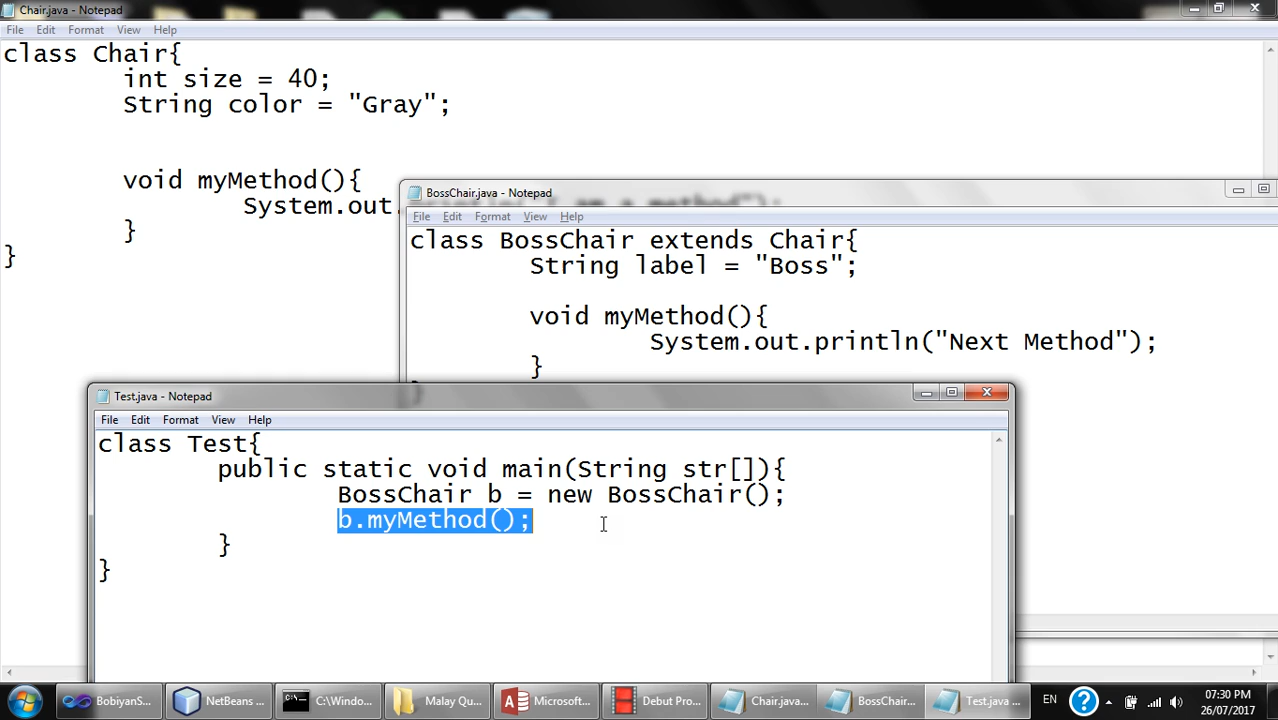 Chair.java - Notepad
File Edit Format View Help
class Chair{
int size = 40;
String color = "Gray";
void myMethod(){
System.out.println("I am a method");
}
}
BossChair.java - Notepad
File Edit Format View Help
class BossChair extends Chair{
String label = "Boss";
void myMethod(){
System.out.println("Next Method");
}
}
Test.java - Notepad
File Edit Format View Help
class Test{
public static void main(String str[]){
BossChair b = new BossChair();
b.myMethod();
}
}
BobiyanS... NetBeans ... C:\Windo... Malay Qu... Microsoft... Debut Pro... Chair.java... BossChair... Test.java ... EN 07:30 PM
26/07/2017